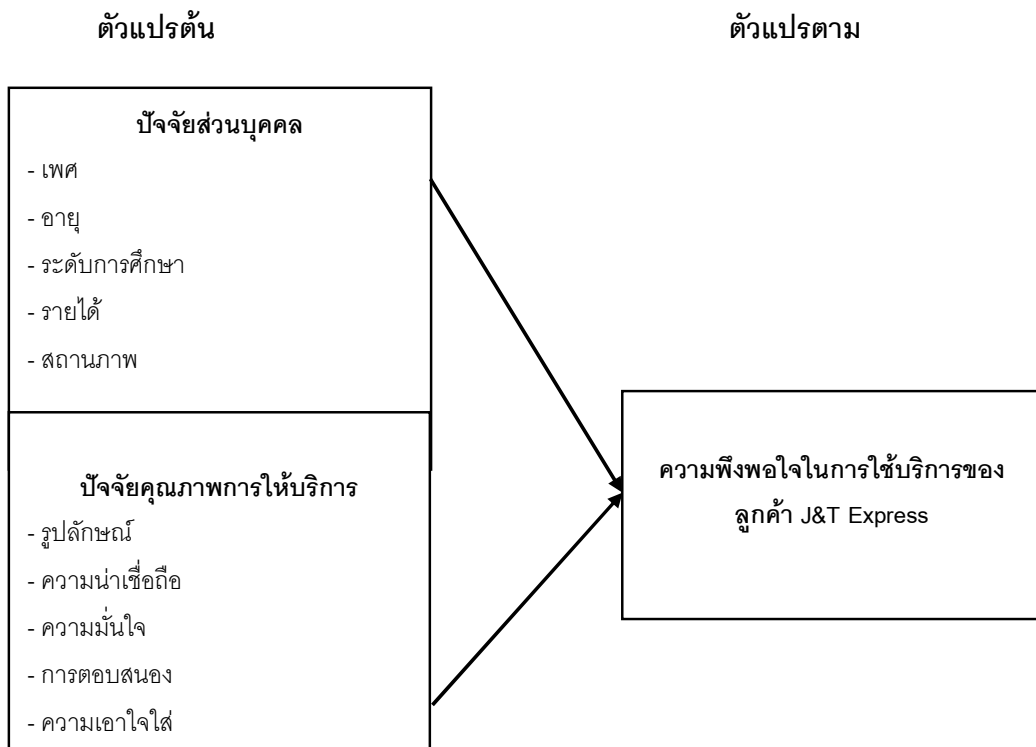 ตัวแปรต้น
ตัวแปรตาม
ปัจจัยส่วนบุคคล
- เพศ
- อายุ
- ระดับการศึกษา
- รายได้
- สถานภาพ
ปัจจัยคุณภาพการให้บริการ
- รูปลักษณ์
- ความน่าเชื่อถือ
- ความมั่นใจ
- การตอบสนอง
- ความเอาใจใส่
ความพึงพอใจในการใช้บริการของ
ลูกค้า J&T Express